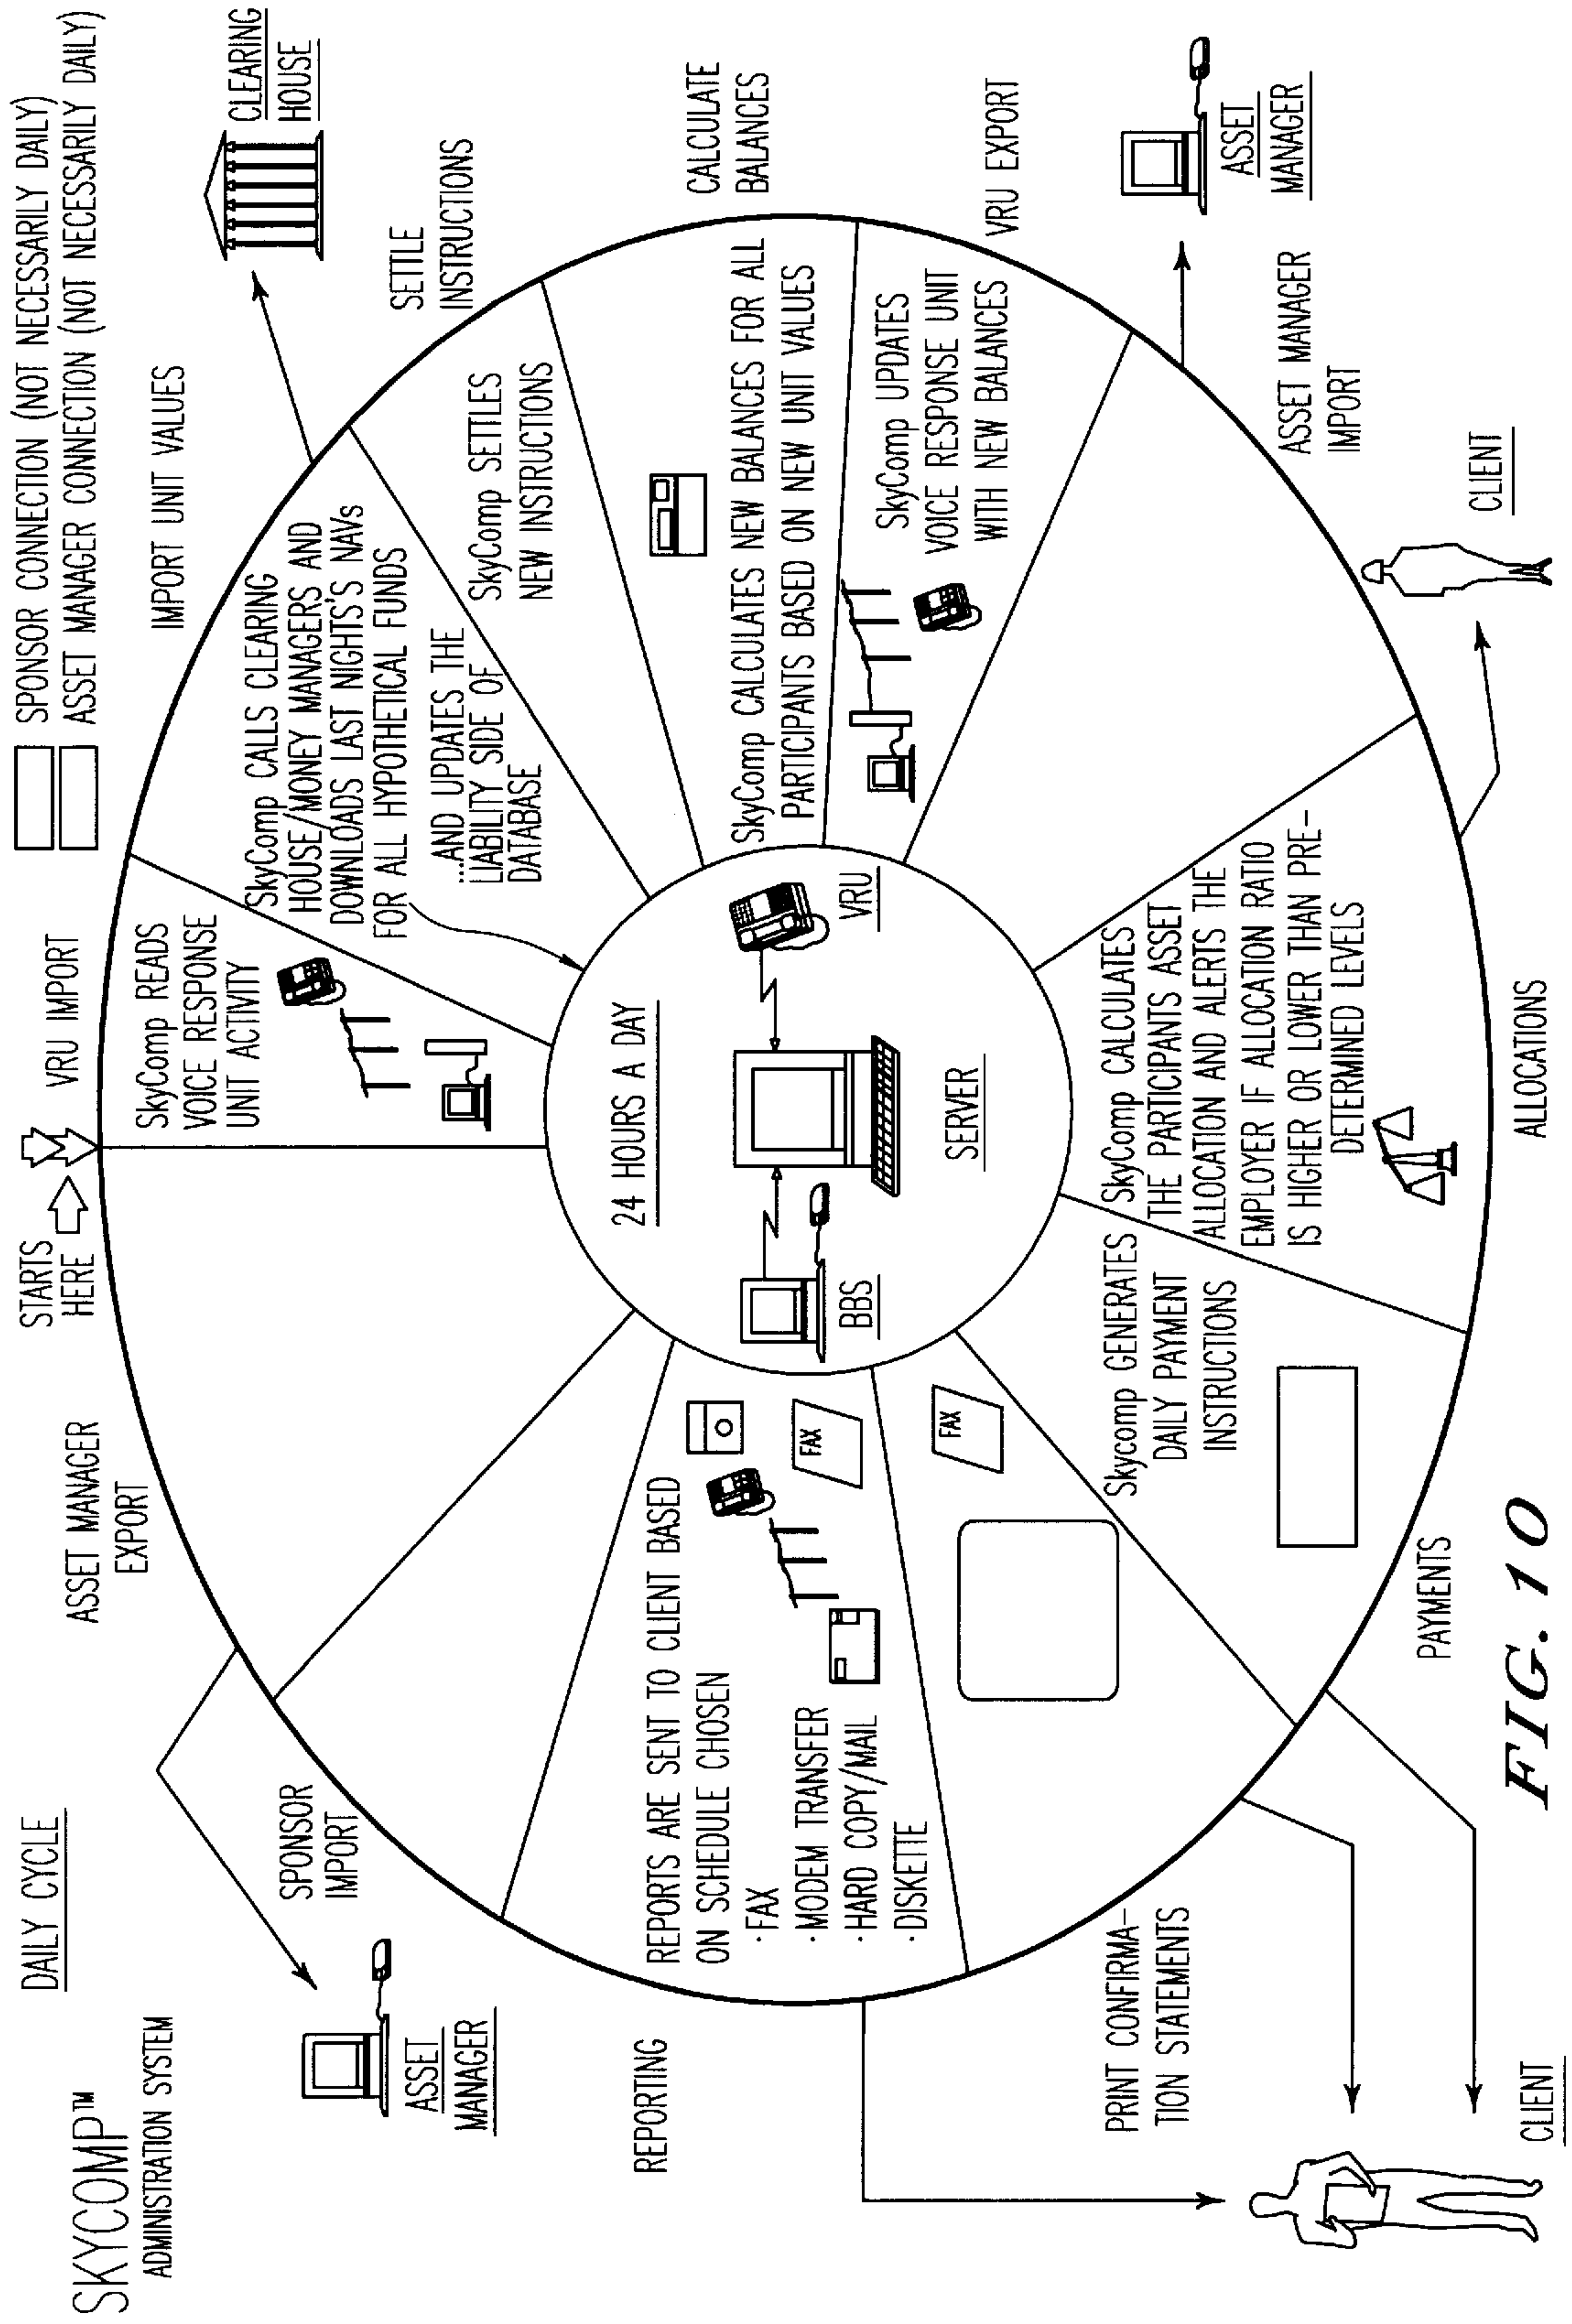 SKYCOMP™
ADMINISTRATION SYSTEM
DAILY CYCLE
SPONSOR CONNECTION (NOT NECESSARILY DAILY)
ASSET MANAGER CONNECTION (NOT NECESSARILY DAILY)
STARTS
HERE
VRU IMPORT
SkyComp READS
VOICE RESPONSE
UNIT ACTIVITY
IMPORT UNIT VALUES
SkyComp CALLS CLEARING
HOUSE/MONEY MANAGERS AND
DOWNLOADS LAST NIGHTS'S NAVs
FOR ALL HYPOTHETICAL FUNDS
...AND UPDATES THE
LIABILITY SIDE OF
DATABASE
CLEARING
HOUSE
SETTLE
INSTRUCTIONS
SkyComp SETTLES
NEW INSTRUCTIONS
CALCULATE
BALANCES
SkyComp CALCULATES NEW BALANCES FOR ALL
PARTICIPANTS BASED ON NEW UNIT VALUES
VRU EXPORT
SkyComp UPDATES
VOICE RESPONSE UNIT
WITH NEW BALANCES
ASSET
MANAGER
ASSET MANAGER
IMPORT
CLIENT
ALLOCATIONS
SkyComp CALCULATES
THE PARTICIPANTS ASSET
ALLOCATION AND ALERTS THE
EMPLOYER IF ALLOCATION RATIO
IS HIGHER OR LOWER THAN PRE-
DETERMINED LEVELS
PAYMENTS
Skycomp GENERATES
DAILY PAYMENT
INSTRUCTIONS
PRINT CONFIRMA-
TION STATEMENTS
FAX
CLIENT
REPORTING
REPORTS ARE SENT TO CLIENT BASED
ON SCHEDULE CHOSEN
· FAX
· MODEM TRANSFER
· HARD COPY/MAIL
· DISKETTE
FAX
SPONSOR
IMPORT
ASSET
MANAGER
ASSET MANAGER
EXPORT
24 HOURS A DAY
BBS
SERVER
VRU
FIG. 10